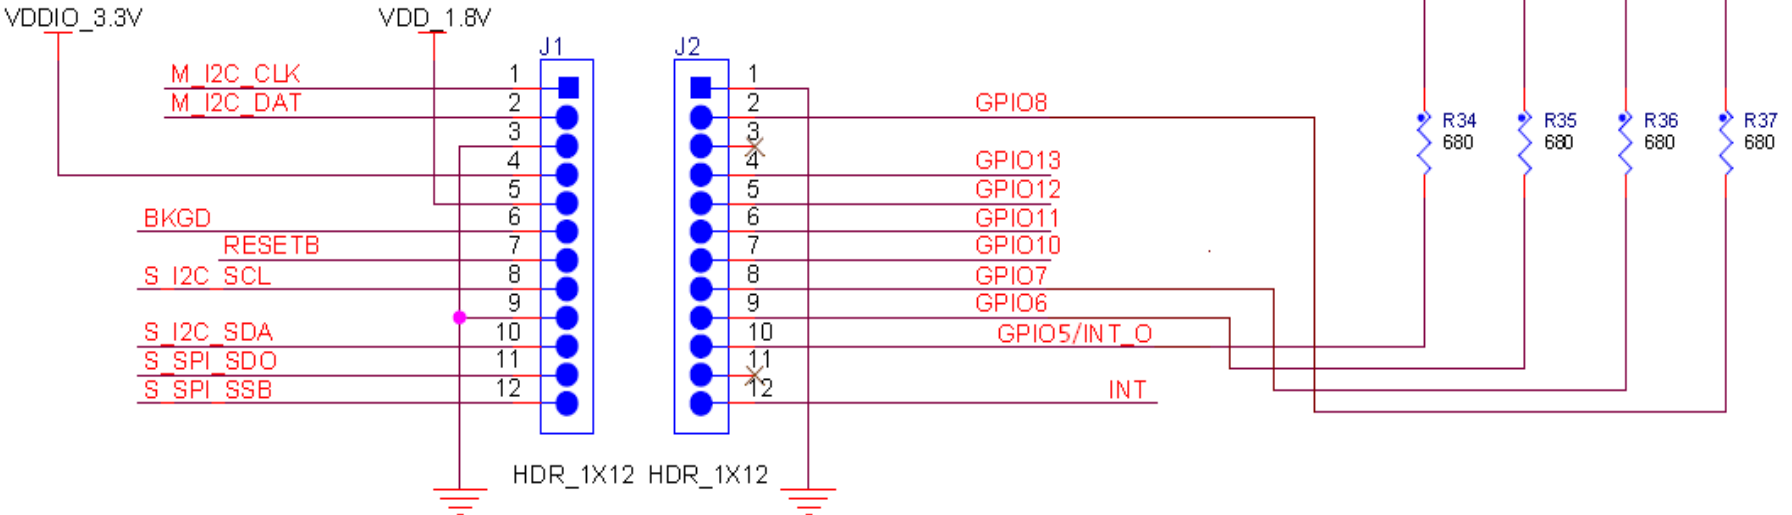 VDDIO_3.3V VDD_1.8V
J1 J2
M_I2C_CLK 1 1
M_I2C_DAT 2 2 GPIO8
3 3
4 4 GPIO13
5 5 GPIO12
BKGD 6 6 GPIO11
RESETB 7 7 GPIO10
S_I2C_SCL 8 8 GPIO7
9 9 GPIO6
S_I2C_SDA 10 10 GPIO5/INT_O
S_SPI_SDO 11 11
S_SPI_SSB 12 12 INT
HDR_1X12 HDR_1X12
R34 R35 R36 R37
680 680 680 680